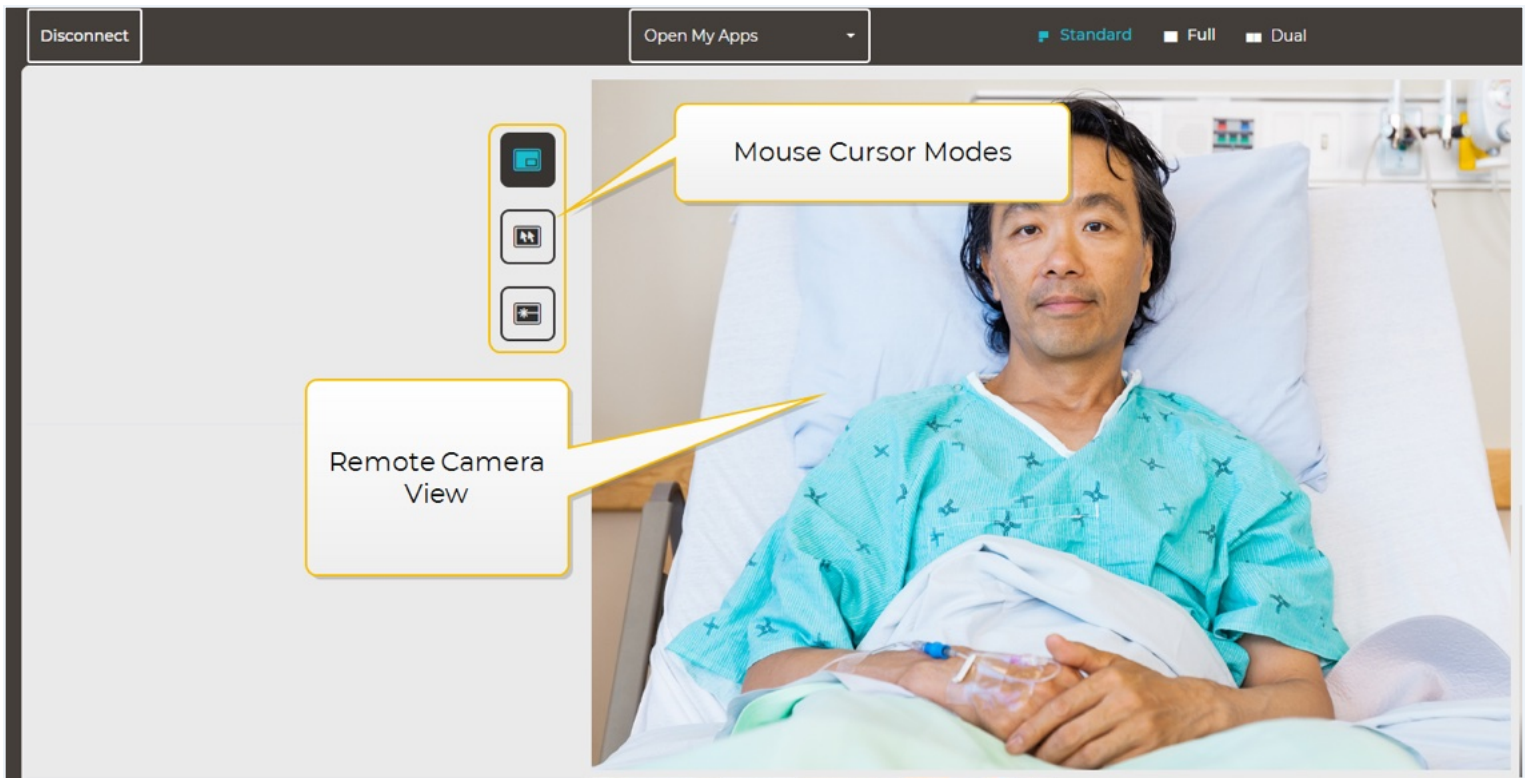 Disconnect
Open My Apps
Standard
Full
Dual
Mouse Cursor Modes
Remote Camera
View